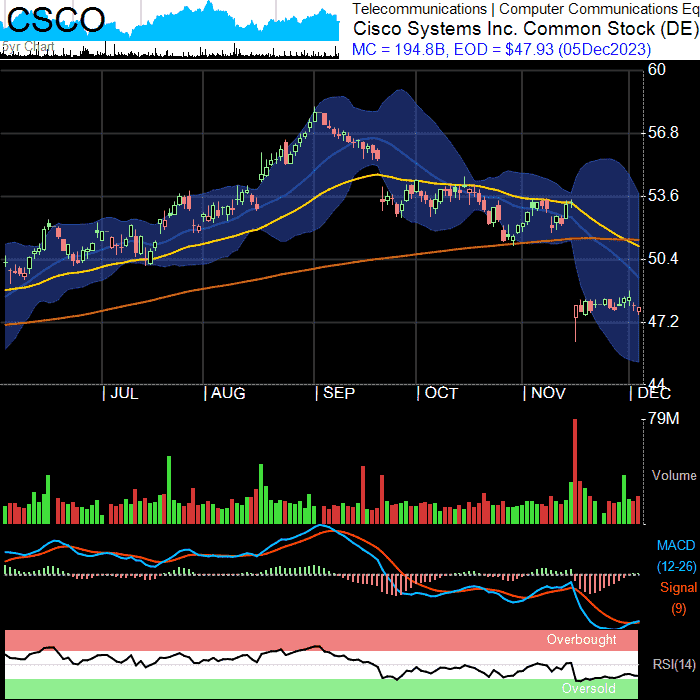 CSCO
Telecommunications | Computer Communications Eq
5yr Chart
Cisco Systems Inc. Common Stock (DE)
MC = 194.8B, EOD = $47.93 (05Dec2023)
60
56.8
53.6
50.4
47.2
44
| JUL | AUG | SEP | OCT | NOV | DEC
79M
Volume
MACD
(12-26)
Signal
(9)
Overbought
RSI(14)
Oversold